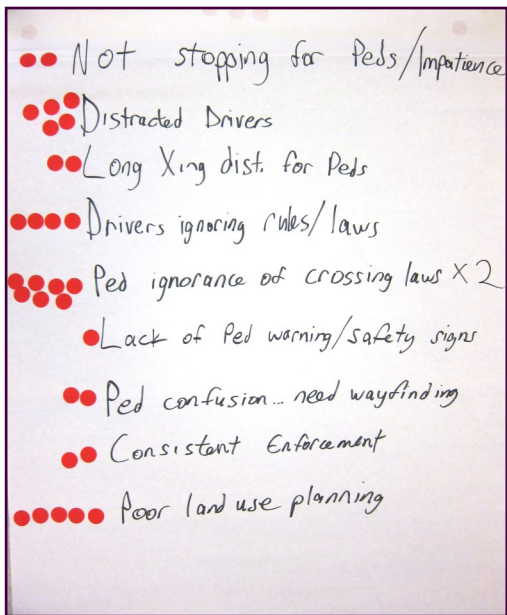 Not stopping for Peds/Impatience
Distracted Drivers
Long Xing dist. for Peds
Drivers ignoring rules/laws
Ped ignorance of crossing laws X2
Lack of Ped warning/safety signs
Ped confusion... need wayfinding
Consistent Enforcement
Poor land use planning